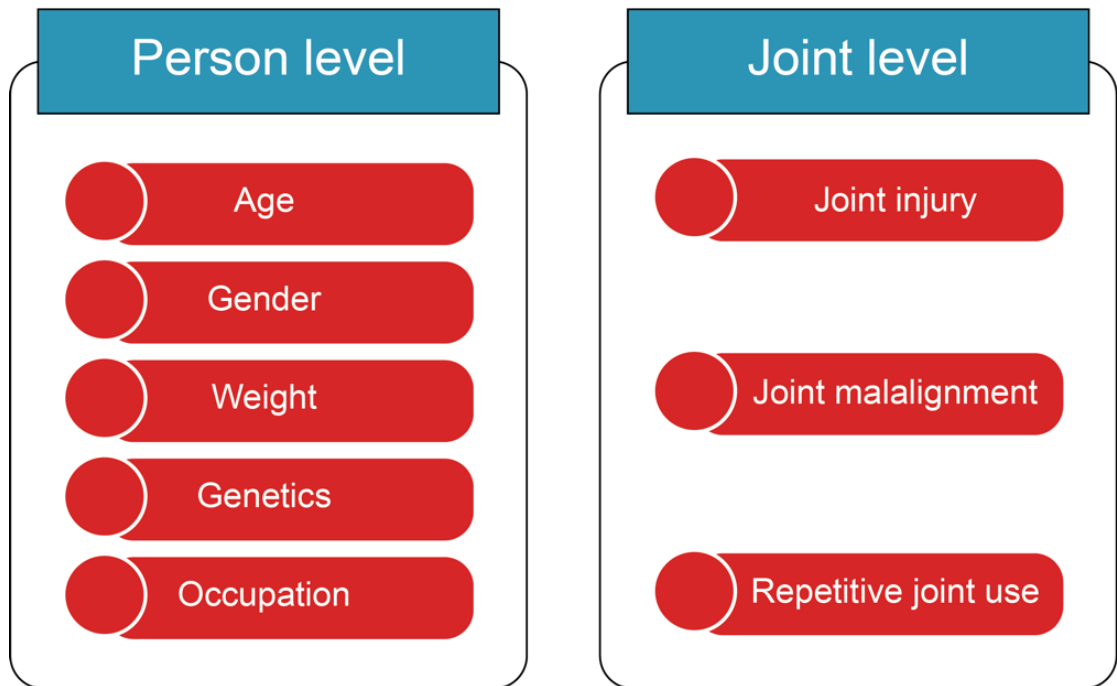 Person level
Age
Gender
Weight
Genetics
Occupation
Joint level
Joint injury
Joint malalignment
Repetitive joint use